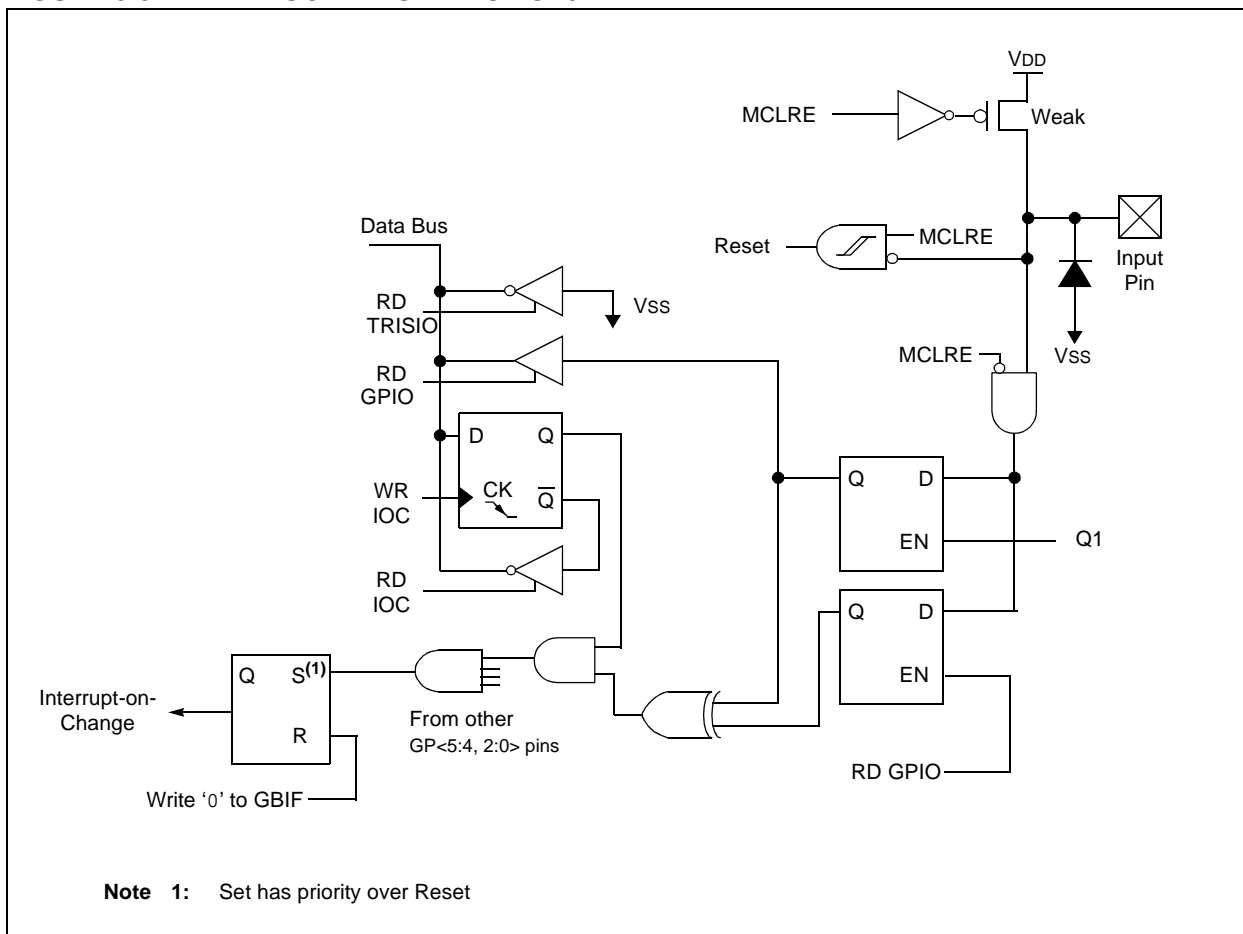 VDD
MCLRE
Weak
Data Bus
Reset
MCLRE
Input
Pin
RD
TRISIO
VSS
RD
GPIO
MCLRE
VSS
D
Q
Q
D
WR
IOC
CK
Q
EN
Q1
RD
IOC
Q
D
Q
S(1)
EN
Interrupt-on-
Change
R
From other
GP<5:4, 2:0> pins
RD GPIO
Write ‘0’ to GBIF
Note 1: Set has priority over Reset